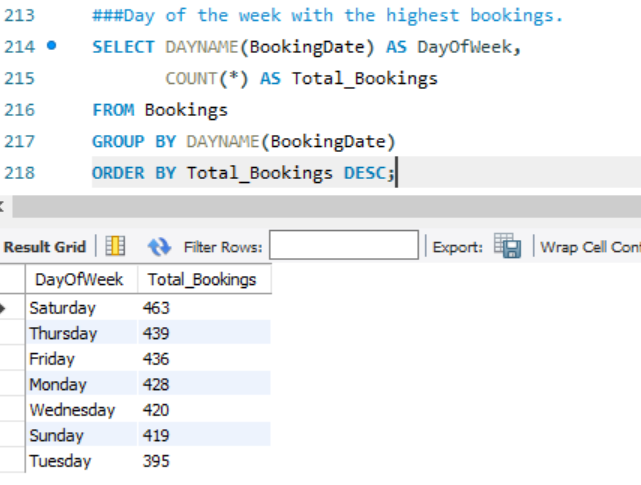 213 ###Day of the week with the highest bookings.
214 SELECT DAYNAME(BookingDate) AS DayOfWeek,
215 COUNT(*) AS Total_Bookings
216 FROM Bookings
217 GROUP BY DAYNAME(BookingDate)
218 ORDER BY Total_Bookings DESC;
Result Grid Filter Rows: Export: Wrap Cell Cont
DayOfWeek Total_Bookings
Saturday 463
Thursday 439
Friday 436
Monday 428
Wednesday 420
Sunday 419
Tuesday 395